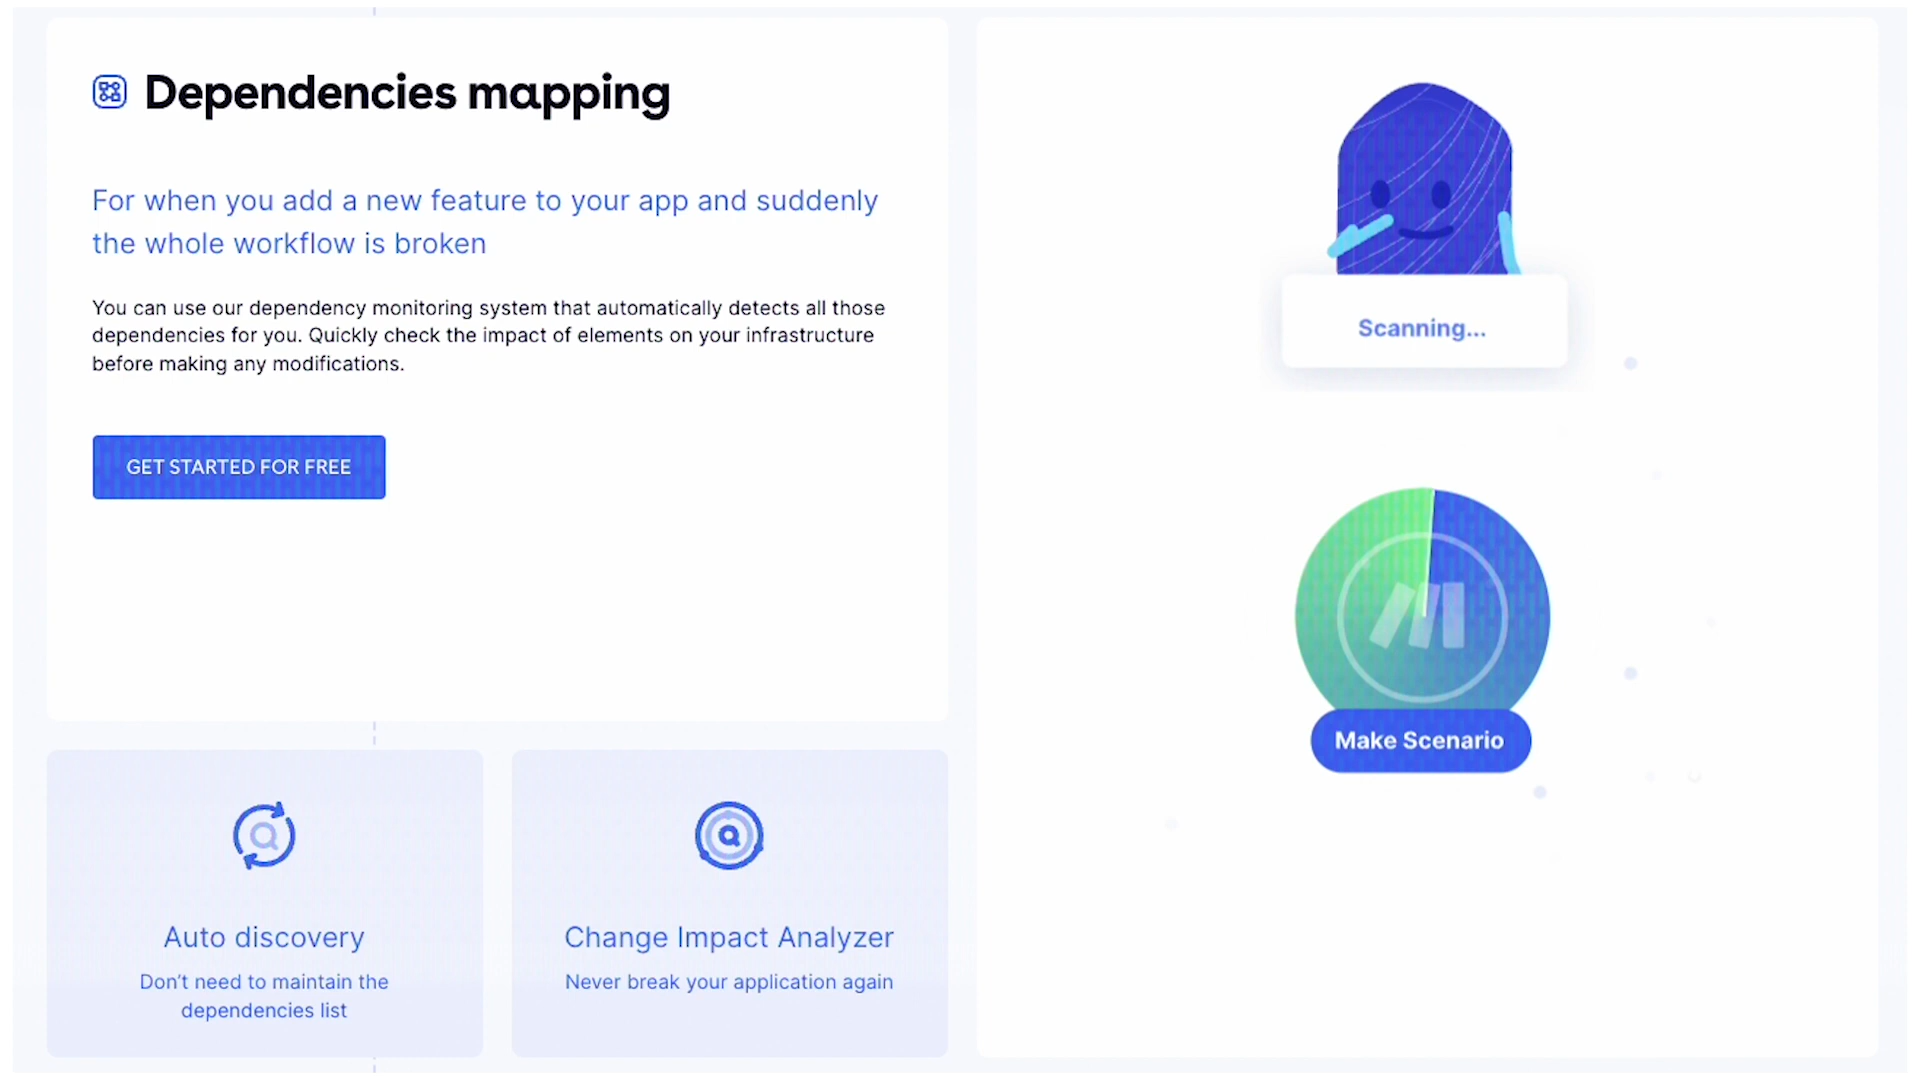 Dependencies mapping
For when you add a new feature to your app and suddenly
the whole workflow is broken
You can use our dependency monitoring system that automatically detects all those
dependencies for you. Quickly check the impact of elements on your infrastructure
before making any modifications.
GET STARTED FOR FREE
Auto discovery
Don’t need to maintain the
dependencies list
Change Impact Analyzer
Never break your application again
Scanning...
Make Scenario